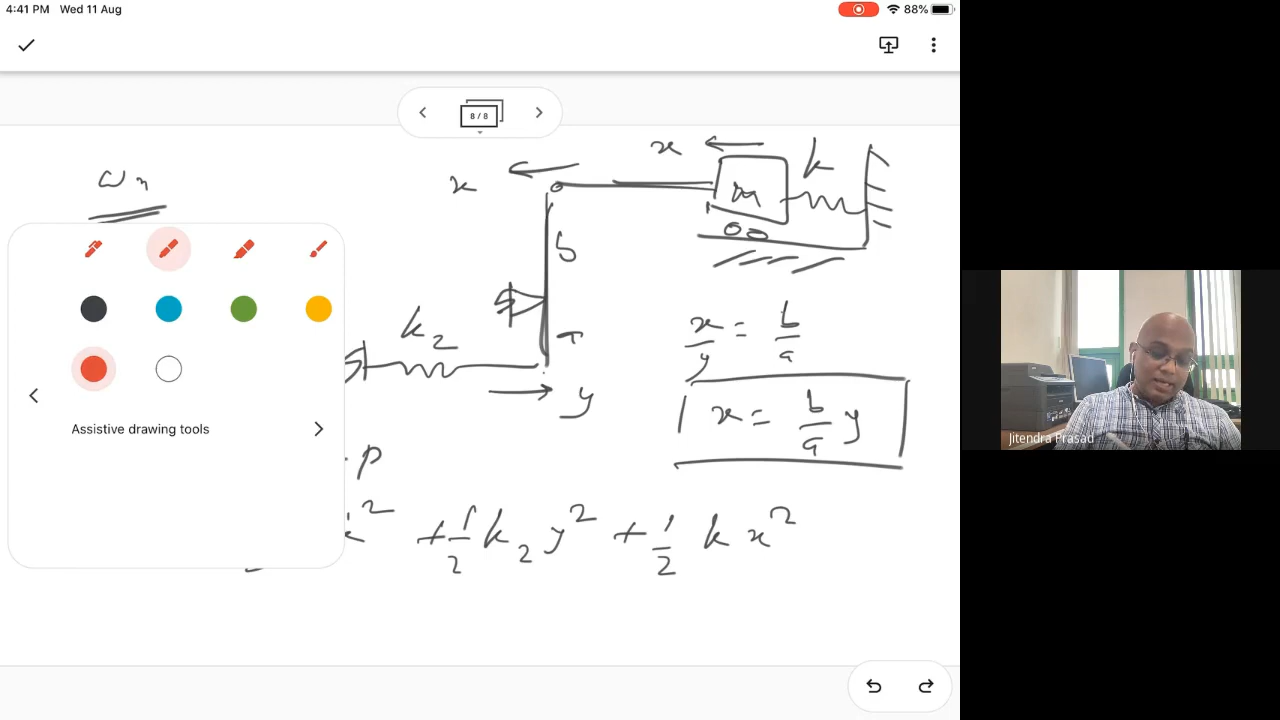 4:41 PM Wed 11 Aug
88%
8 / 8
ωn
x
x
m
k
b
a
k2
y
x/y = b/a
x = b/a y
p
2 + 1/2 k2 y² + 1/2 k x²
Assistive drawing tools
Jitendra Prasad